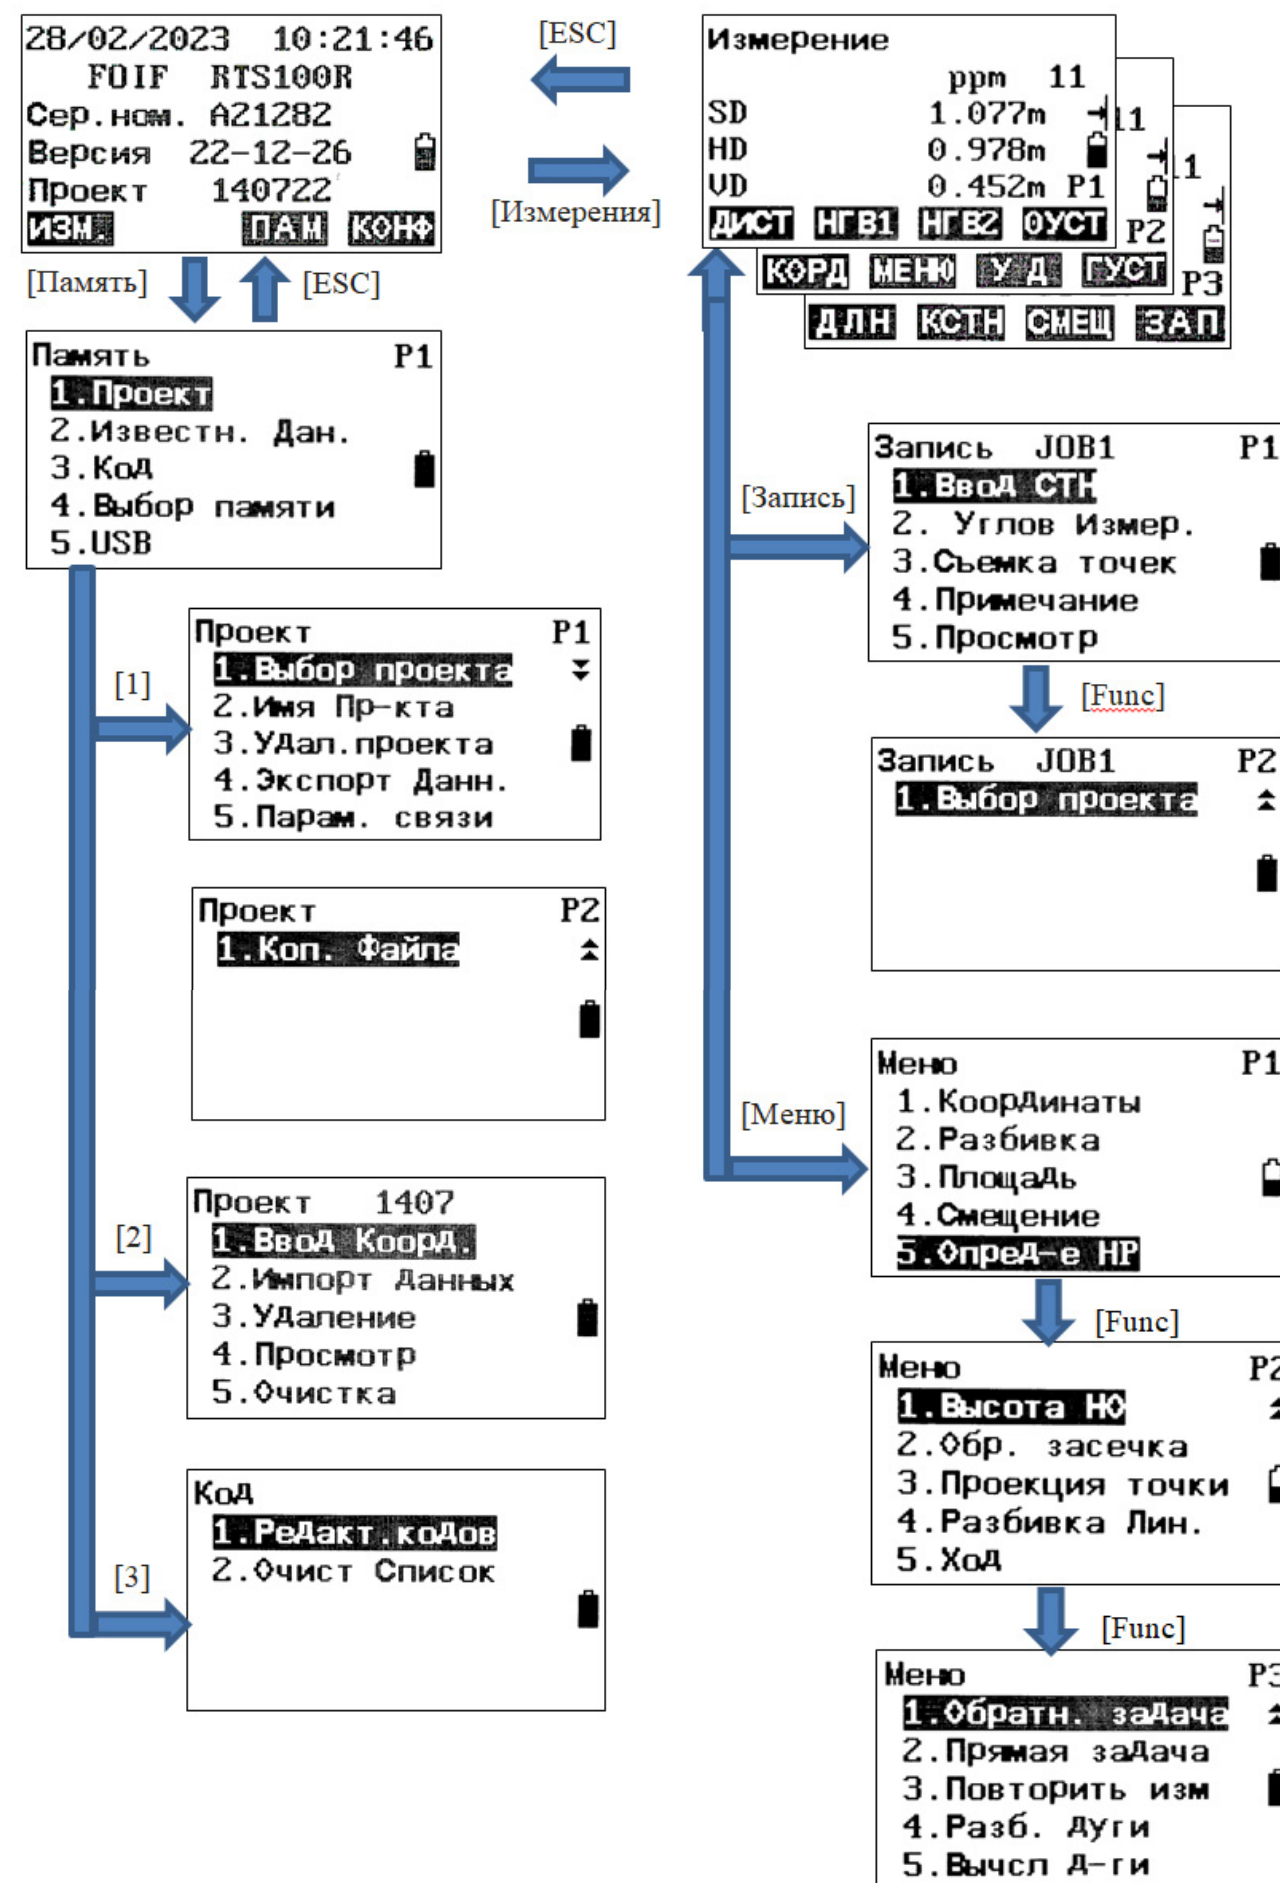 28/02/2023 10:21:46
FOIF RTS100R
Сер.ном. A21282
Версия 22-12-26
Проект 140722
ИЗМ. ПАМ КОНФ
[ESC]
[Измерения]
Измерение
ppm 11
SD 1.077m
HD 0.978m
VD 0.452m P1
ДИСТ НГВ1 НГВ2 0УСТ
11
P2
КОРД МЕНЮ У Д ГУСТ
1
P3
ДЛН КСТН СМЕЩ ЗАП
[Память]
[ESC]
Память P1
1.Проект
2.Известн. Дан.
3.Код
4.Выбор памяти
5.USB
[1]
Проект P1
1.Выбор проекта
2.Имя Пр-кта
3.Удал.проекта
4.Экспорт Данн.
5.Парам. связи
Проект P2
1.Коп. Файла
[2]
Проект 1407
1.Ввод Коорд.
2.Импорт Данных
3.Удаление
4.Просмотр
5.Очистка
[3]
Код
1.Редакт.кодов
2.Очист Список
[Запись]
Запись JOB1 P1
1.Ввод СТН
2. Углов Измер.
3.Сьемка точек
4.Примечание
5.Просмотр
[Func]
Запись JOB1 P2
1.Выбор проекта
[Меню]
Меню P1
1.Координаты
2.Разбивка
3.Площадь
4.Смещение
5.Опред-е НР
[Func]
Меню P2
1.Высота НО
2.Обр. засечка
3.Проекция точки
4.Разбивка Лин.
5.Ход
[Func]
Меню P3
1.Обратн. задача
2.Прямая задача
3.Повторить изм
4.Разб. Дуги
5.Вычсл Д-ги